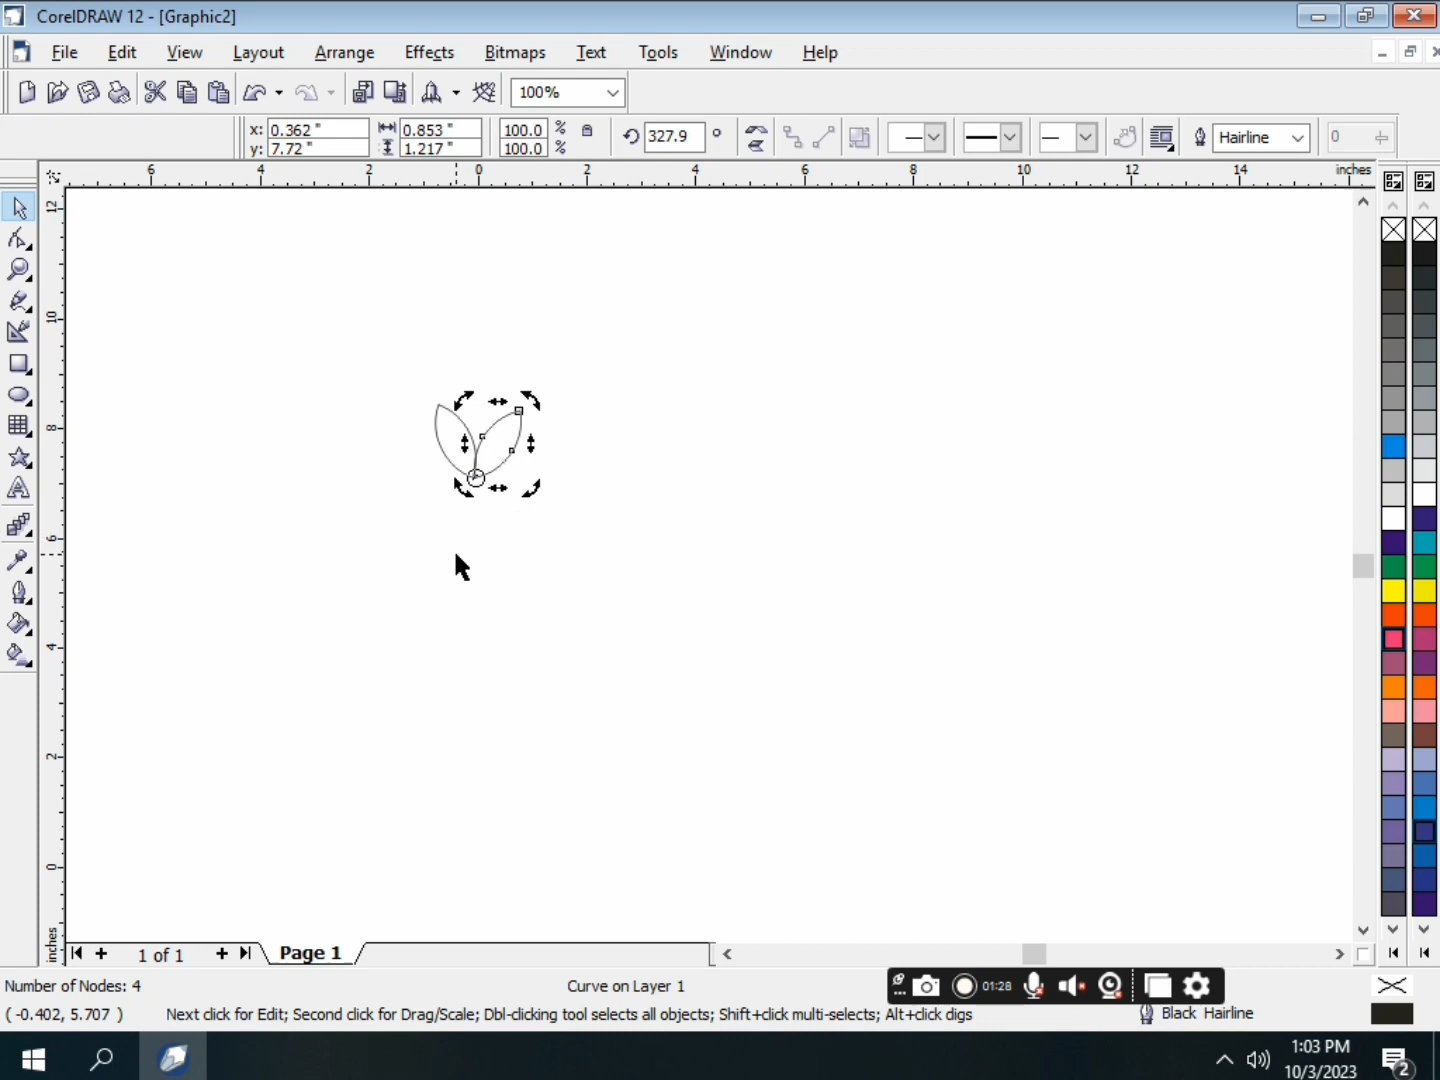 CorelDRAW 12 - [Graphic2]
File Edit View Layout Arrange Effects Bitmaps Text Tools Window Help
100%
x: 0.362 " 0.853 " 100.0 % 327.9 ° Hairline 0
y: 7.72 " 1.217 " 100.0 %
6 4 2 0 2 4 6 8 10 12 14 inches
12
10
8
6
4
2
0
inches
1 of 1 Page 1
Number of Nodes: 4 Curve on Layer 1 01:28
( -0.402, 5.707 ) Next click for Edit; Second click for Drag/Scale; Dbl-clicking tool selects all objects; Shift+click multi-selects; Alt+click digs Black Hairline
1:03 PM
10/3/2023
2